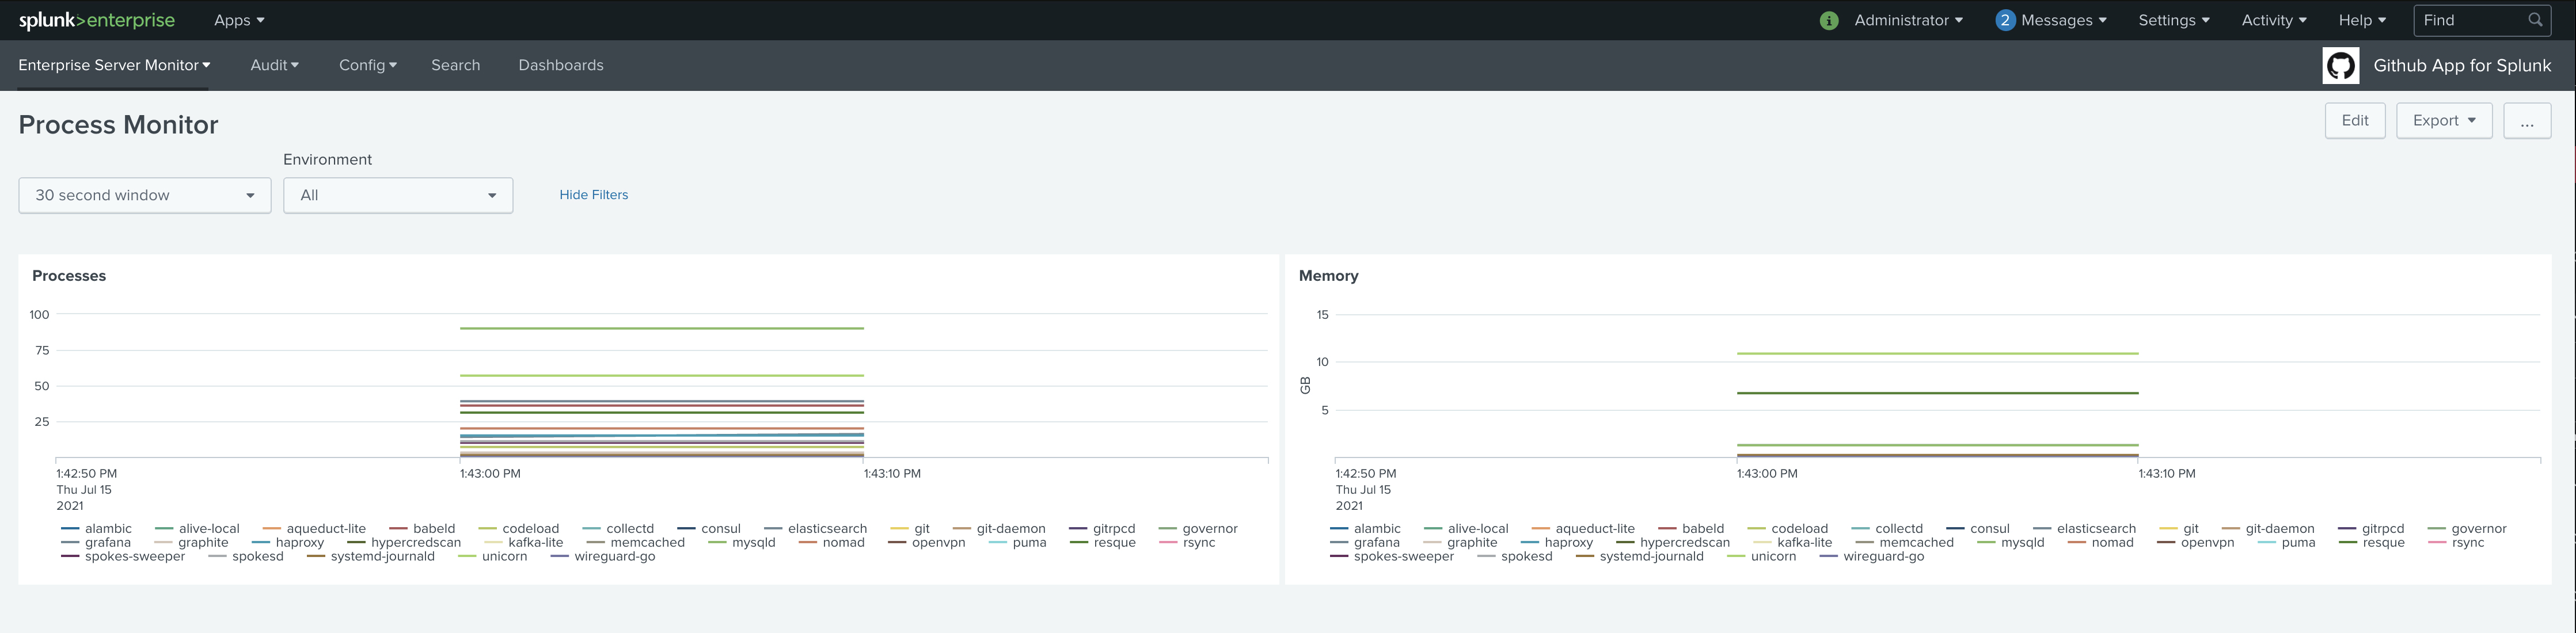 splunk>enterprise Apps Administrator 2 Messages Settings Activity Help Find
Enterprise Server Monitor Audit Config Search Dashboards Github App for Splunk
Process Monitor Edit Export ...
Environment
30 second window All Hide Filters
Processes
100
75
50
25
1:42:50 PM 1:43:00 PM 1:43:10 PM
Thu Jul 15
2021
alambic alive-local aqueduct-lite babeld codeload collectd consul elasticsearch git git-daemon gitrpcd governor
grafana graphite haproxy hypercredscan kafka-lite memcached mysqld nomad openvpn puma resque rsync
spokes-sweeper spokesd systemd-journald unicorn wireguard-go
Memory
15
10
5
GB
1:42:50 PM 1:43:00 PM 1:43:10 PM
Thu Jul 15
2021
alambic alive-local aqueduct-lite babeld codeload collectd consul elasticsearch git git-daemon gitrpcd governor
grafana graphite haproxy hypercredscan kafka-lite memcached mysqld nomad openvpn puma resque rsync
spokes-sweeper spokesd systemd-journald unicorn wireguard-go